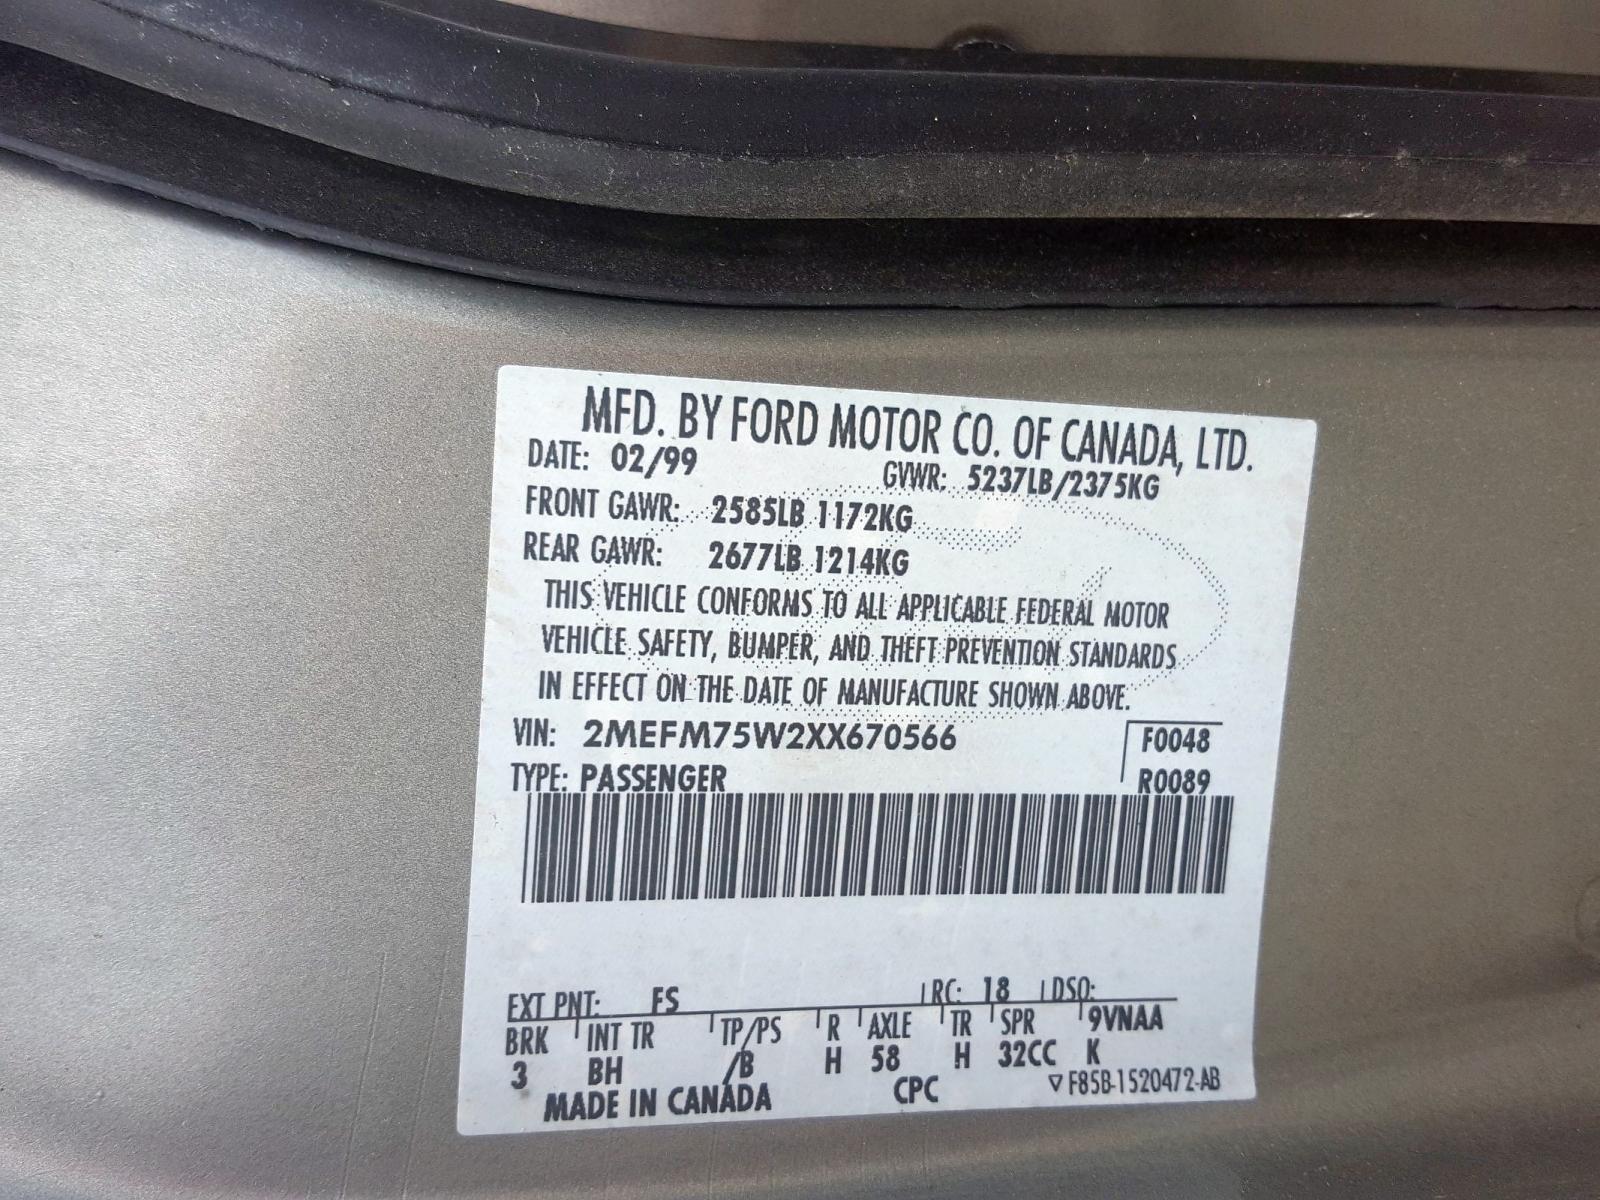 MFD. BY FORD MOTOR CO. OF CANADA, LTD.
DATE: 02/99 GVWR: 5237LB/2375KG
FRONT GAWR: 2585LB 1172KG
REAR GAWR: 2677LB 1214KG
THIS VEHICLE CONFORMS TO ALL APPLICABLE FEDERAL MOTOR
VEHICLE SAFETY, BUMPER, AND THEFT PREVENTION STANDARDS
IN EFFECT ON THE DATE OF MANUFACTURE SHOWN ABOVE.
VIN: 2MEFM75W2XX670566 F0048
TYPE: PASSENGER R0089
EXT PNT: FS RC: 18 DSO:
BRK INT TR TP/PS R AXLE TR SPR 9VNAA
3 BH /B H 58 H 32CC K
MADE IN CANADA CPC ▽F85B-1520472-AB